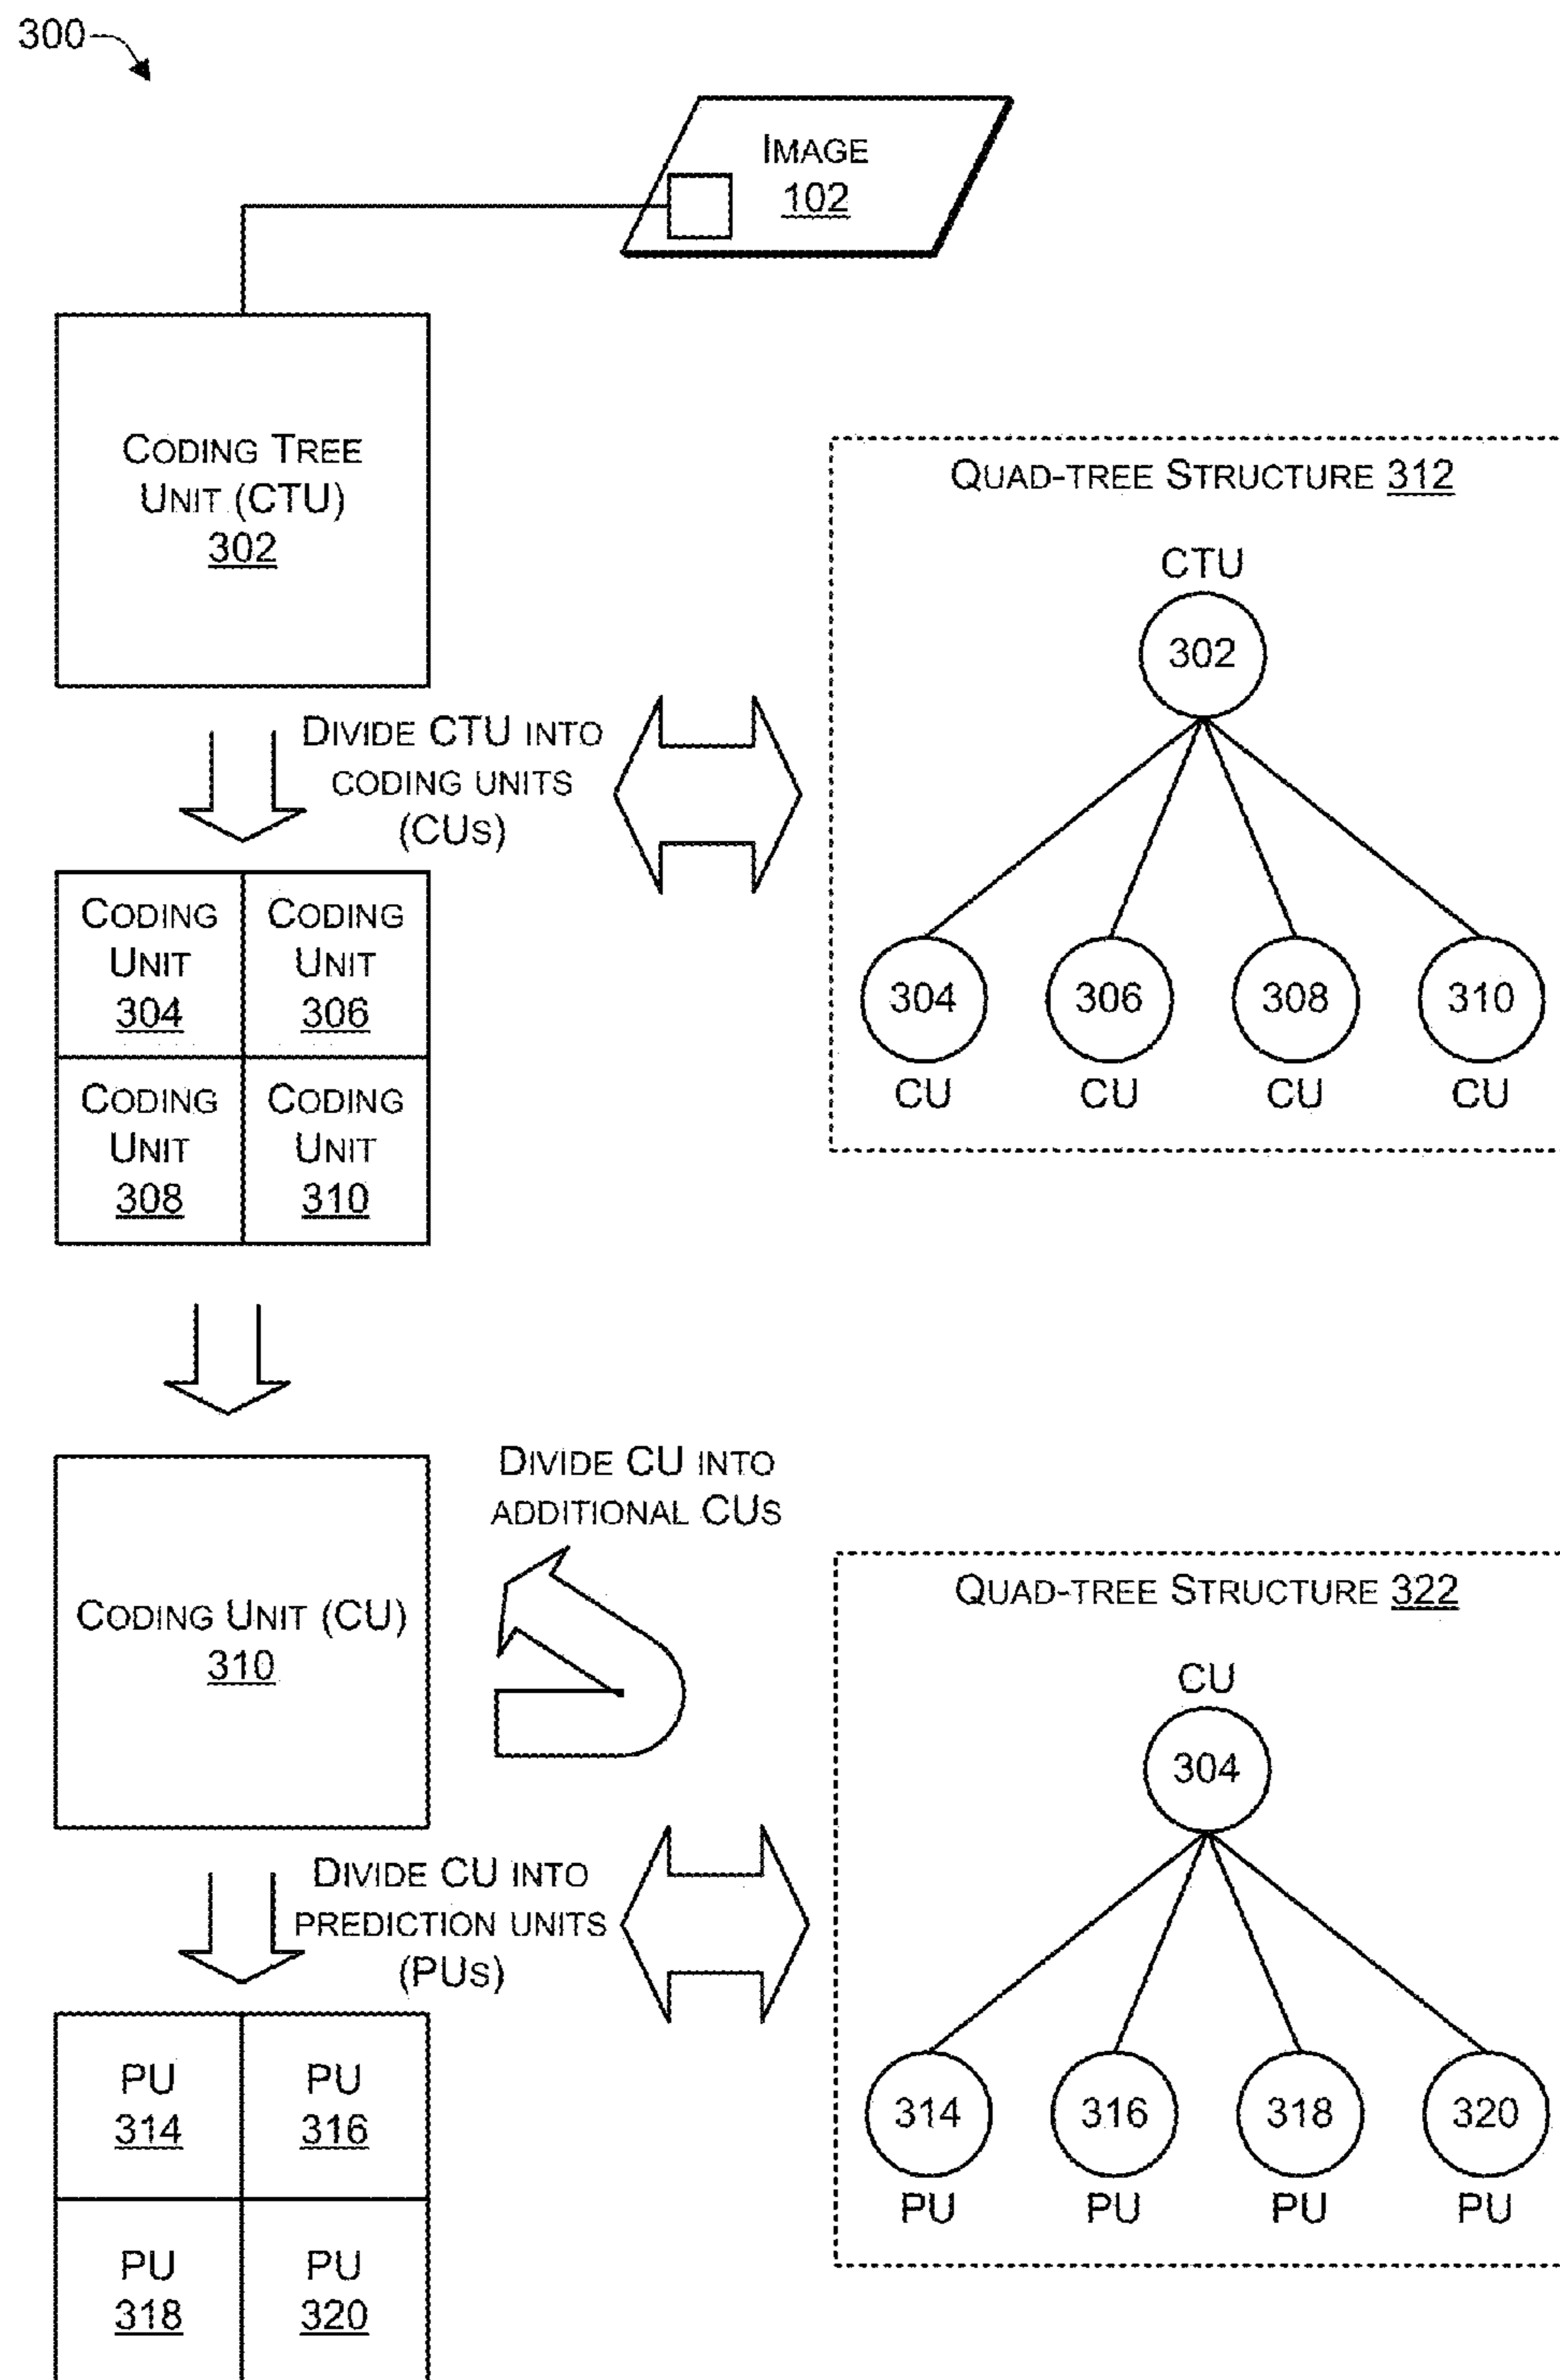 300
IMAGE
102
CODING TREE
UNIT (CTU)
302
QUAD-TREE STRUCTURE 312
CTU
302
DIVIDE CTU INTO
CODING UNITS
(CUS)
CODING
UNIT
304
CODING
UNIT
306
CODING
UNIT
308
CODING
UNIT
310
304
306
308
310
CU
CU
CU
CU
DIVIDE CU INTO
ADDITIONAL CUS
CODING UNIT (CU)
310
QUAD-TREE STRUCTURE 322
CU
304
DIVIDE CU INTO
PREDICTION UNITS
(PUS)
PU
314
PU
316
PU
318
PU
320
314
316
318
320
PU
PU
PU
PU